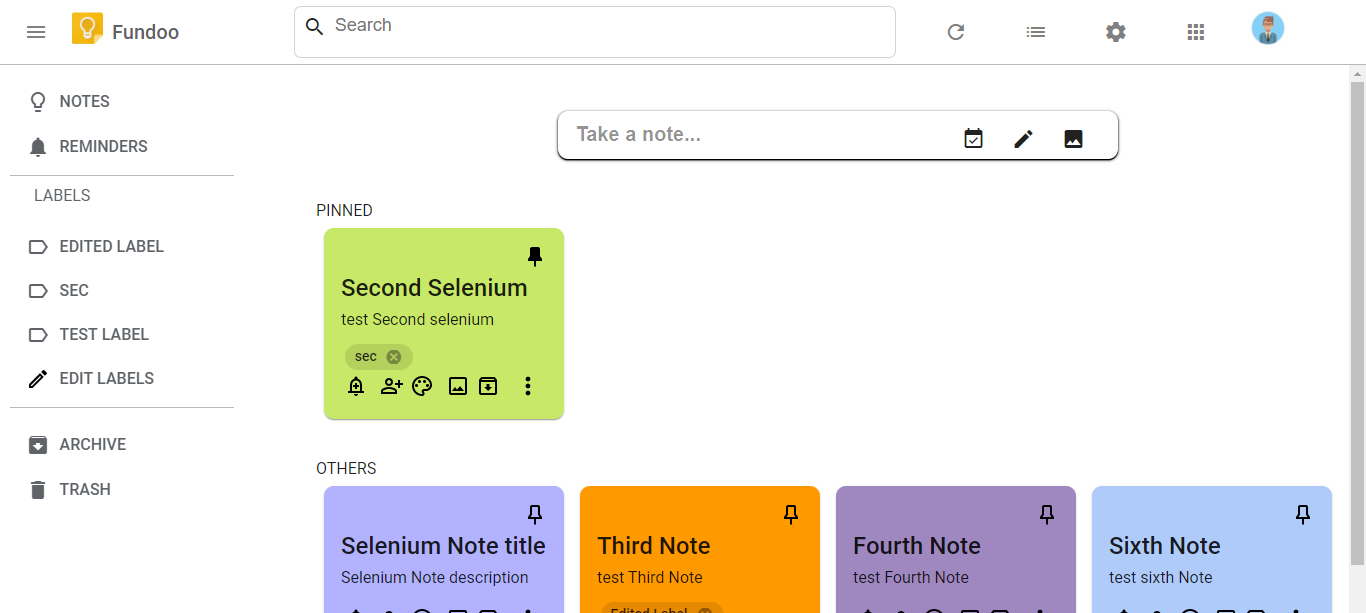 Fundoo
Search
NOTES
REMINDERS
LABELS
EDITED LABEL
SEC
TEST LABEL
EDIT LABELS
ARCHIVE
TRASH
Take a note...
PINNED
Second Selenium
test Second selenium
sec
OTHERS
Selenium Note title
Selenium Note description
Third Note
test Third Note
Edited Label
Fourth Note
test Fourth Note
Sixth Note
test sixth Note